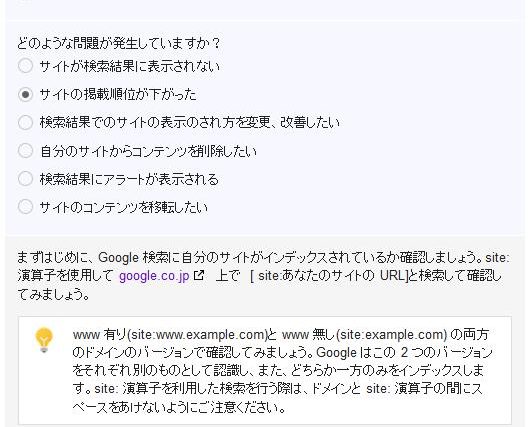 どのような問題が発生していますか?
サイトが検索結果に表示されない
サイトの掲載順位が下がった
検索結果でのサイトの表示のされ方を変更、改善したい
自分のサイトからコンテンツを削除したい
検索結果にアラートが表示される
サイトのコンテンツを移転したい
まずはじめに、Google 検索に自分のサイトがインデックスされているか確認しましょう。site:
演算子を使用して google.co.jp 上で [ site:あなたのサイトの URL]と検索して確認し
てみましょう。
www 有り(site:www.example.com)と www 無し(site:example.com) の両方
のドメインのバージョンで確認してみましょう。Google はこの 2 つのバージョン
をそれぞれ別のものとして認識し、また、どちらか一方のみをインデックスしま
す。site: 演算子を利用した検索を行う際は、ドメインと site: 演算子の間にス
ペースをあけないようにご注意ください。